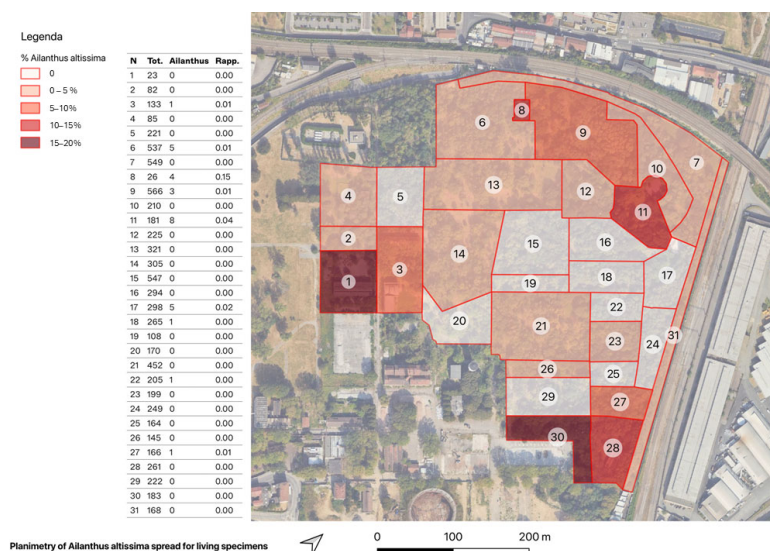 Legenda
% Ailanthus altissima
0
0 – 5 %
5–10%
10–15%
15–20%
N Tot. Ailanthus Rapp.
1 23 0 0.00
2 82 0 0.00
3 133 1 0.01
4 85 0 0.00
5 221 0 0.00
6 537 5 0.01
7 549 0 0.00
8 26 4 0.15
9 566 3 0.01
10 210 0 0.00
11 181 8 0.04
12 225 0 0.00
13 321 0 0.00
14 305 0 0.00
15 547 0 0.00
16 294 0 0.00
17 298 5 0.02
18 265 1 0.00
19 108 0 0.00
20 170 0 0.00
21 452 0 0.00
22 205 1 0.00
23 199 0 0.00
24 249 0 0.00
25 164 0 0.00
26 145 0 0.00
27 166 1 0.01
28 261 0 0.00
29 222 0 0.00
30 183 0 0.00
31 168 0 0.00
8
6
9
7
10
13
12
4
5
11
2
14
15
16
3
17
1
18
19
22
20
21
31
23
24
26
25
29
27
30
28
Planimetry of Ailanthus altissima spread for living specimens
0 100 200 m